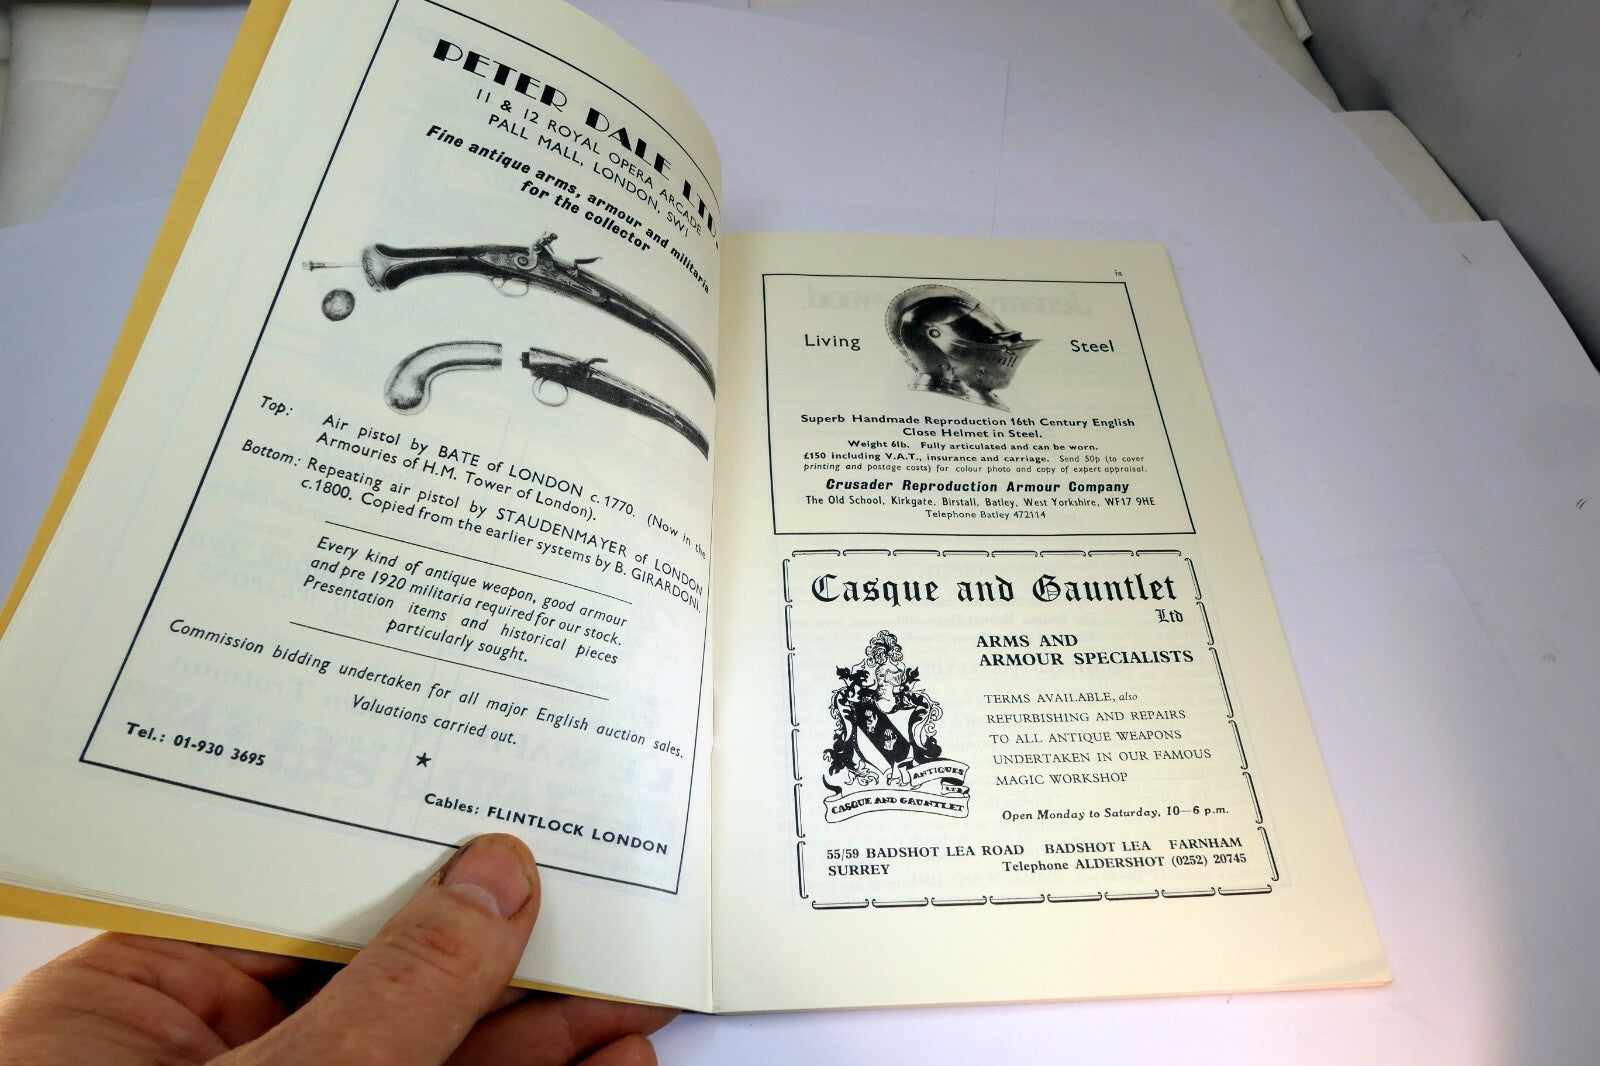 PETER DALE LTD.
11 & 12 ROYAL OPERA ARCADE
PALL MALL, LONDON, SW1
Fine antique arms, armour and militaria
for the collector
Top: Air pistol by BATE of LONDON c.1770. (Now in the
Armouries of H.M. Tower of London).
Bottom: Repeating air pistol by STAUDENMAYER of LONDON
c.1800. Copied from the earlier systems by B. GIRARDONI.
Every kind of antique weapon, good armour
and pre 1920 militaria required for our stock.
Presentation items and historical pieces
particularly sought.
Commission bidding undertaken for all major English auction sales.
Valuations carried out.
Tel.: 01-930 3695
Cables: FLINTLOCK LONDON
ix
Living Steel
Superb Handmade Reproduction 16th Century English
Close Helmet in Steel.
Weight 6lb. Fully articulated and can be worn.
£150 including V.A.T., insurance and carriage. Send 50p (to cover
printing and postage costs) for colour photo and copy of expert appraisal.
Crusader Reproduction Armour Company
The Old School, Kirkgate, Birstall, Batley, West Yorkshire, WF17 9HE
Telephone Batley 472114
Casque and Gauntlet
Ltd
ARMS AND
ARMOUR SPECIALISTS
TERMS AVAILABLE, also
REFURBISHING AND REPAIRS
TO ALL ANTIQUE WEAPONS
UNDERTAKEN IN OUR FAMOUS
MAGIC WORKSHOP
ANTIQUES
LTD
CASQUE AND GAUNTLET
Open Monday to Saturday, 10—6 p.m.
55/59 BADSHOT LEA ROAD BADSHOT LEA FARNHAM
SURREY Telephone ALDERSHOT (0252) 20745